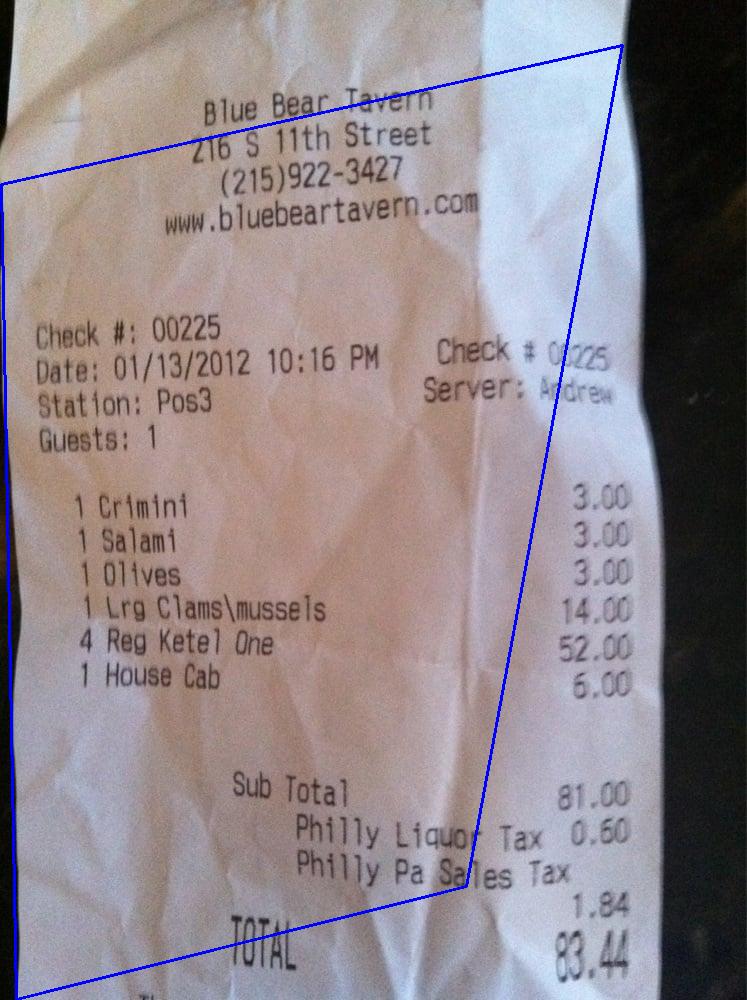 Blue Bear Tavern
216 S 11th Street
(215)922-3427
www.bluebeartavern.com
Check #: 00225
Date: 01/13/2012 10:16 PM Check # 00225
Station: Pos3 Server: Andrew
Guests: 1
1 Crimini 3.00
1 Salami 3.00
1 Olives 3.00
1 Lrg Clams\mussels 14.00
4 Reg Ketel One 52.00
1 House Cab 6.00
Sub Total 81.00
Philly Liquor Tax 0.60
Philly Pa Sales Tax
1.84
TOTAL 83.44